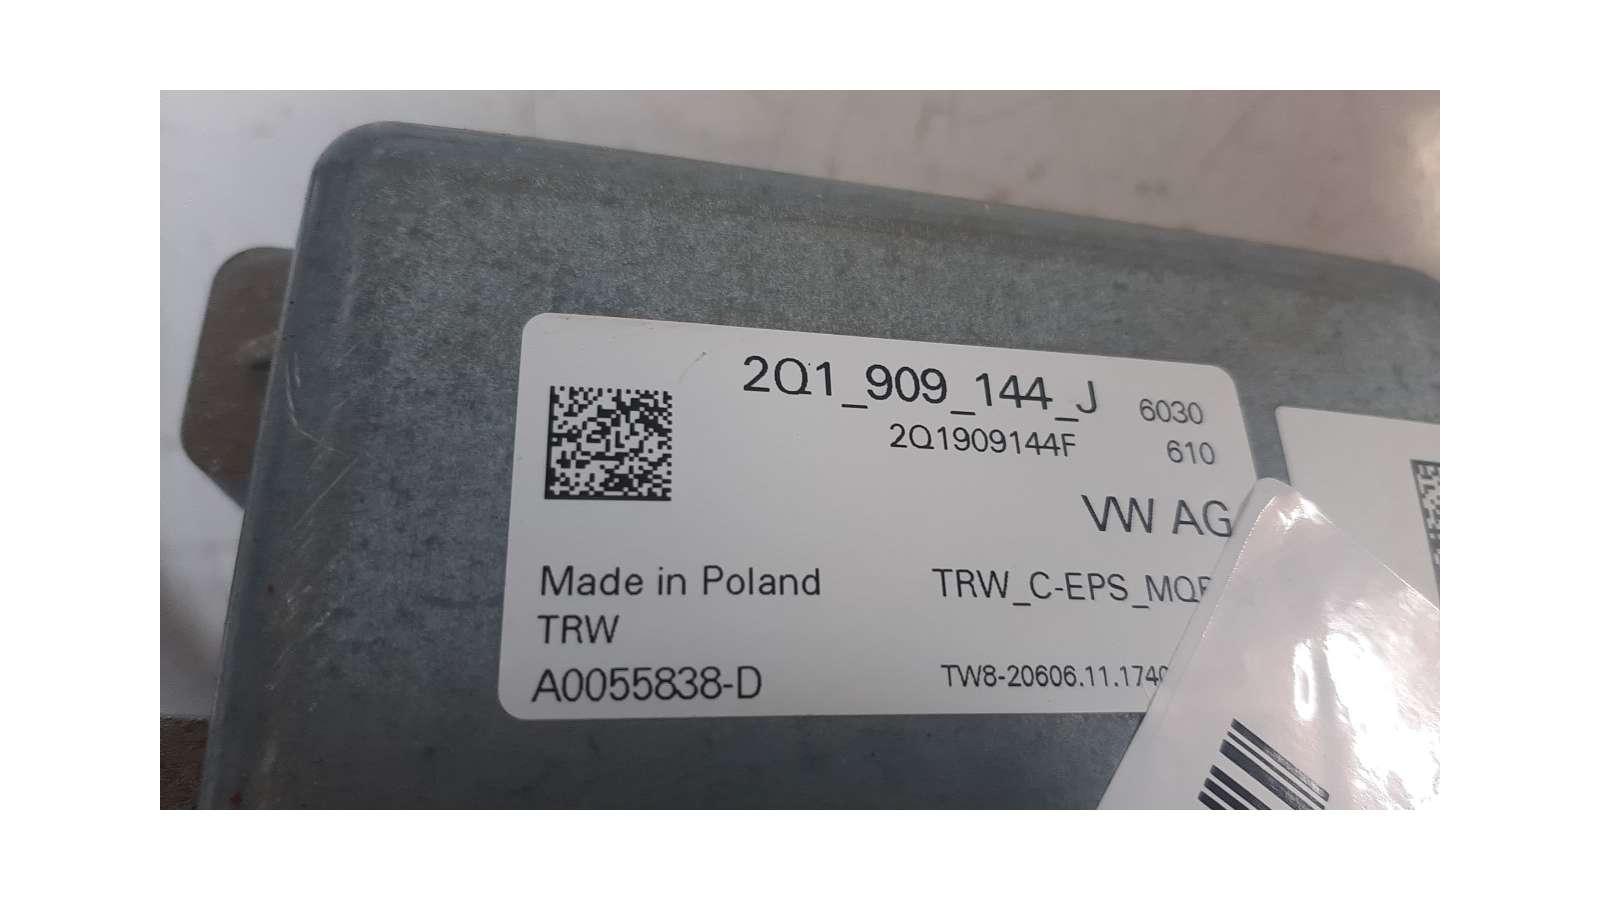 2Q1_909_144_J 6030
2Q1909144F 610
VW AG
Made in Poland TRW_C-EPS_MQ
TRW
A0055838-D TW8-20606.11.174